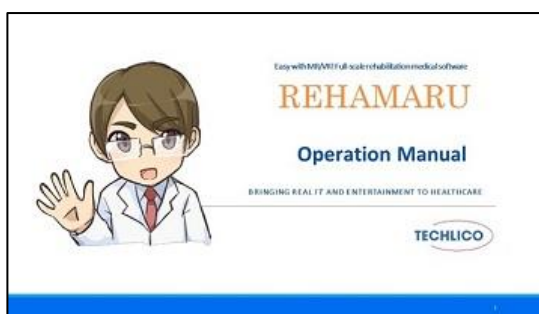 Easy with MR/VR! Full-scale rehabilitation medical software
REHAMARU
Operation Manual
BRINGING REAL IT AND ENTERTAINMENT TO HEALTHCARE
TECHLICO